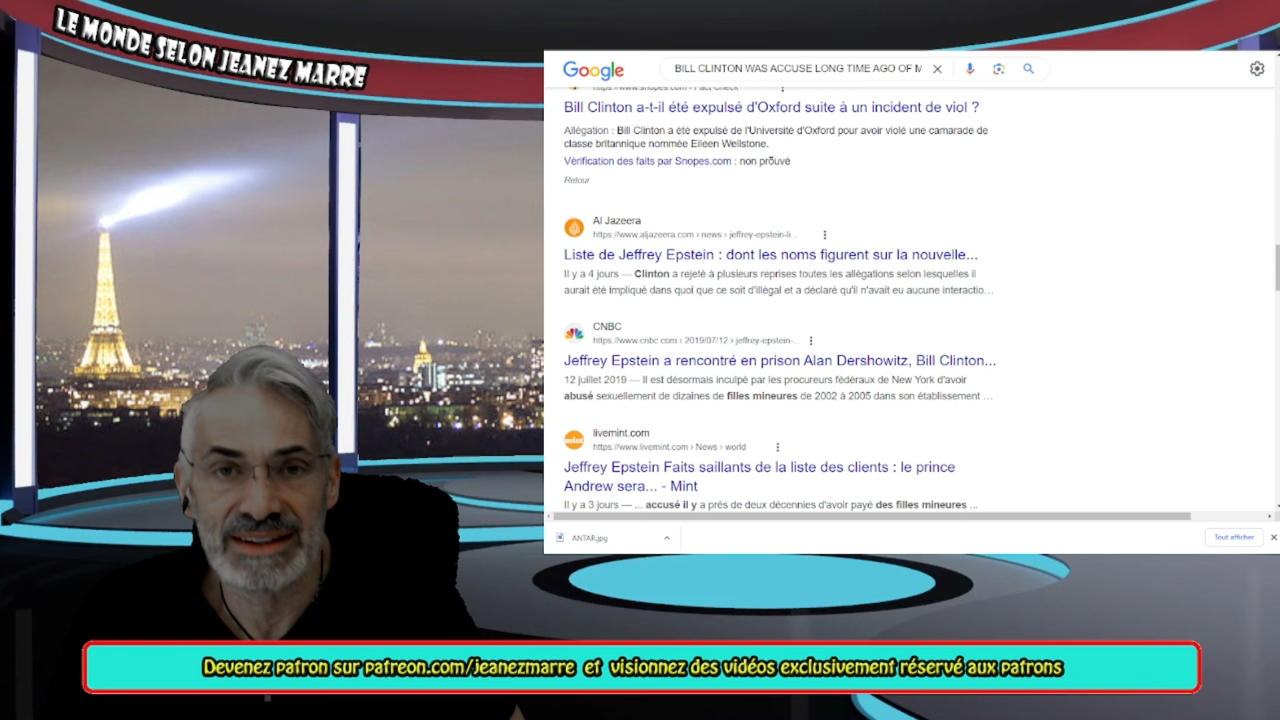 LE MONDE SELON JEANEZ MARRE
Google
BILL CLINTON WAS ACCUSE LONG TIME AGO OF M
https://www.snopes.com › Fact Check
Bill Clinton a-t-il été expulsé d'Oxford suite à un incident de viol ?
Allégation : Bill Clinton a été expulsé de l'Université d'Oxford pour avoir violé une camarade de
classe britannique nommée Eileen Wellstone.
Vérification des faits par Snopes.com : non prouvé
Retour
Al Jazeera
https://www.aljazeera.com › news › jeffrey-epstein-li...
Liste de Jeffrey Epstein : dont les noms figurent sur la nouvelle...
Il y a 4 jours — Clinton a rejeté à plusieurs reprises toutes les allégations selon lesquelles il
aurait été impliqué dans quoi que ce soit d'illégal et a déclaré qu'il n'avait eu aucune interactio…
CNBC
https://www.cnbc.com › 2019/07/12 › jeffrey-epstein-...
Jeffrey Epstein a rencontré en prison Alan Dershowitz, Bill Clinton...
12 juillet 2019 — Il est désormais inculpé par les procureurs fédéraux de New York d'avoir
abusé sexuellement de dizaines de filles mineures de 2002 à 2005 dans son établissement …
mint
livemint.com
https://www.livemint.com › News › world
Jeffrey Epstein Faits saillants de la liste des clients : le prince
Andrew sera... - Mint
Il y a 3 jours — ... accusé il y a près de deux décennies d'avoir payé des filles mineures ...
ANTAR.jpg
Tout afficher
Devenez patron sur patreon.com/jeanezmarre et visionnez des vidéos exclusivement réservé aux patrons